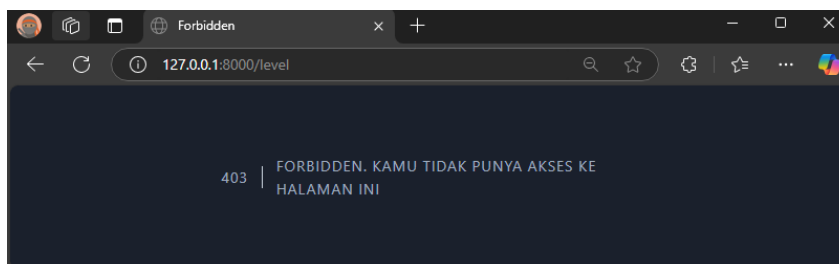 Forbidden
127.0.0.1:8000/level
403
FORBIDDEN. KAMU TIDAK PUNYA AKSES KE
HALAMAN INI